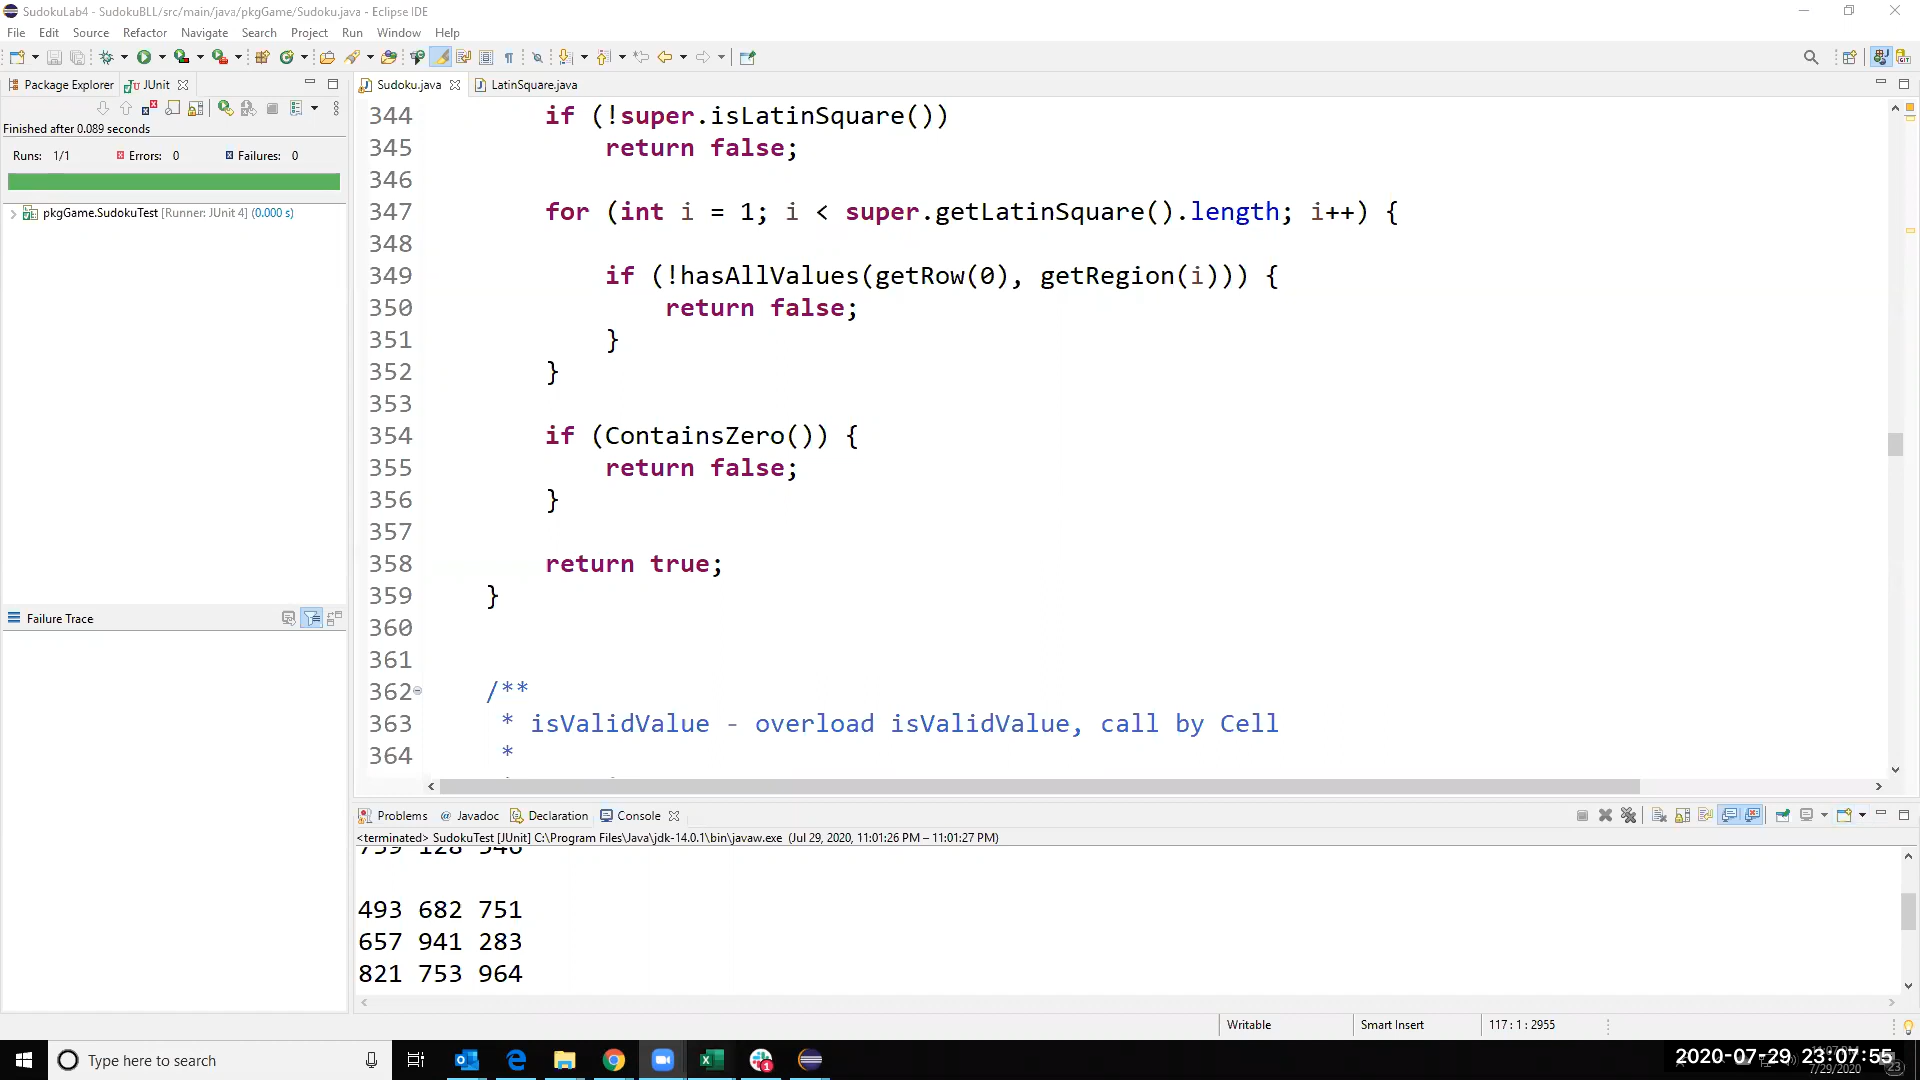 SudokuLab4 - SudokuBLL/src/main/java/pkgGame/Sudoku.java - Eclipse IDE
File Edit Source Refactor Navigate Search Project Run Window Help
Package Explorer JUnit
Sudoku.java LatinSquare.java
Finished after 0.089 seconds
Runs: 1/1 Errors: 0 Failures: 0
pkgGame.SudokuTest [Runner: JUnit 4] (0.000 s)
Failure Trace
344 if (!super.isLatinSquare())
345 return false;
346
347 for (int i = 1; i < super.getLatinSquare().length; i++) {
348
349 if (!hasAllValues(getRow(0), getRegion(i))) {
350 return false;
351 }
352 }
353
354 if (ContainsZero()) {
355 return false;
356 }
357
358 return true;
359 }
360
361
362 /**
363 * isValidValue - overload isValidValue, call by Cell
364 *
Problems @ Javadoc Declaration Console
<terminated> SudokuTest [JUnit] C:\Program Files\Java\jdk-14.0.1\bin\javaw.exe (Jul 29, 2020, 11:01:26 PM – 11:01:27 PM)
759 128 546
493 682 751
657 941 283
821 753 964
Writable Smart Insert 117 : 1 : 2955
Type here to search
2020-07-29 23:07:55
7/29/2020
23